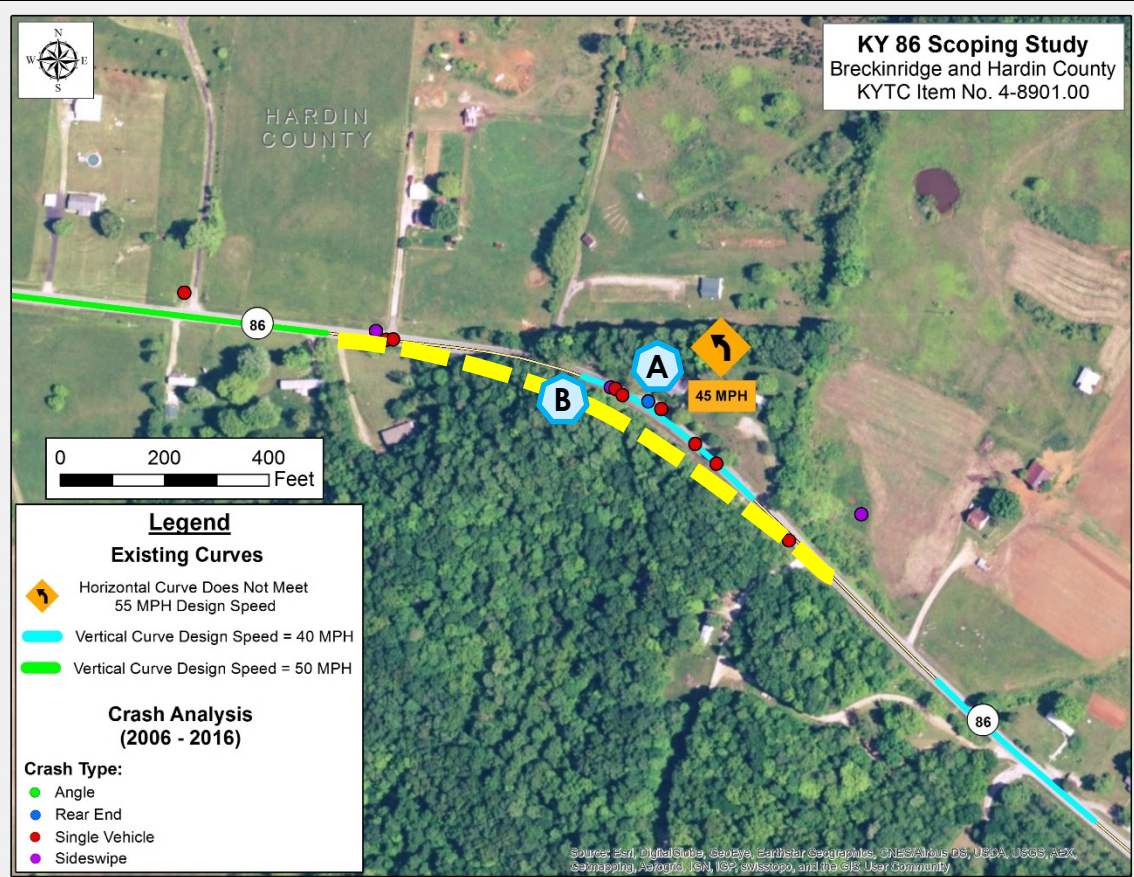 N
W E
S
KY 86 Scoping Study
Breckinridge and Hardin County
KYTC Item No. 4-8901.00
HARDIN
COUNTY
86
A
B
45 MPH
0 200 400
Feet
Legend
Existing Curves
Horizontal Curve Does Not Meet
55 MPH Design Speed
Vertical Curve Design Speed = 40 MPH
Vertical Curve Design Speed = 50 MPH
Crash Analysis
(2006 - 2016)
Crash Type:
Angle
Rear End
Single Vehicle
Sideswipe
86
Source: Esri, DigitalGlobe, GeoEye, Earthstar Geographics, CNES/Airbus DS, USDA, USGS, AEX,
Getmapping, Aerogrid, IGN, IGP, swisstopo, and the GIS User Community